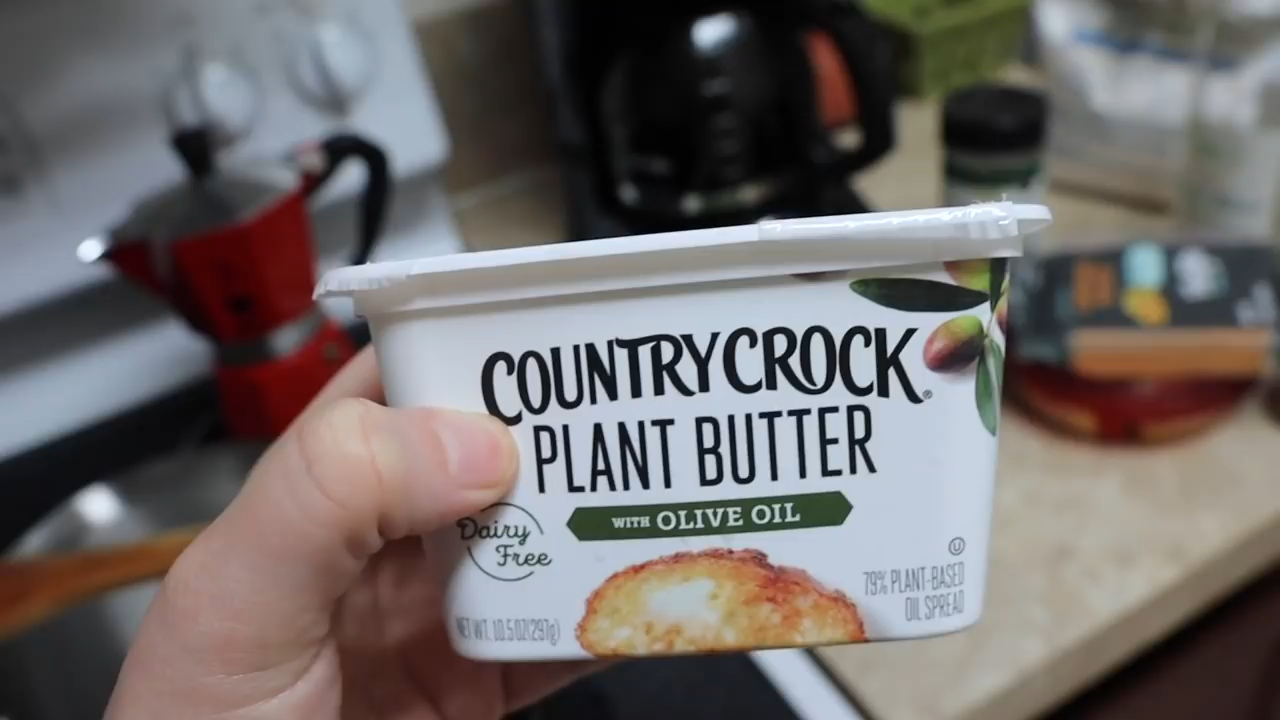 COUNTRY CROCK®
PLANT BUTTER
WITH OLIVE OIL
Dairy
Free
Ⓤ
79% PLANT-BASED
OIL SPREAD
NET WT. 10.5 OZ (297g)